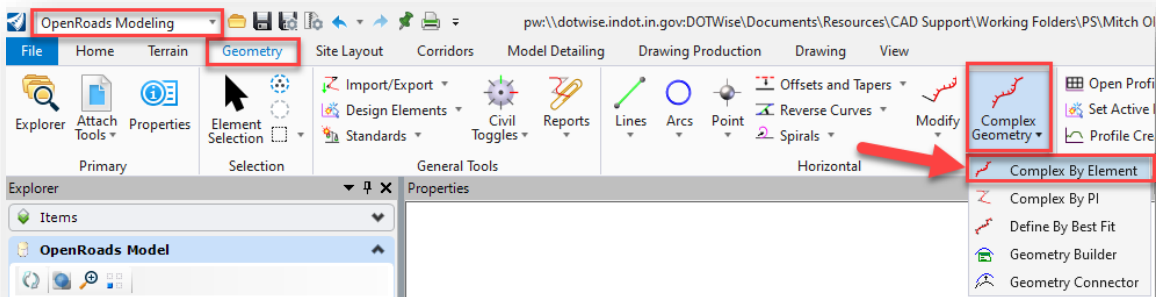 OpenRoads Modeling pw:\\dotwise.indot.in.gov:DOTWise\Documents\Resources\CAD Support\Working Folders\PS\Mitch Ol
File Home Terrain Geometry Site Layout Corridors Model Detailing Drawing Production Drawing View
Explorer Attach Tools Properties
Primary
Element Selection
Selection
Import/Export
Design Elements
Standards
Civil Toggles Reports
General Tools
Lines Arcs Point
Offsets and Tapers
Reverse Curves
Spirals
Modify
Complex Geometry
Horizontal
Open Profi
Set Active
Profile Cre
Complex By Element
Complex By PI
Define By Best Fit
Geometry Builder
Geometry Connector
Explorer
Items
OpenRoads Model
Properties